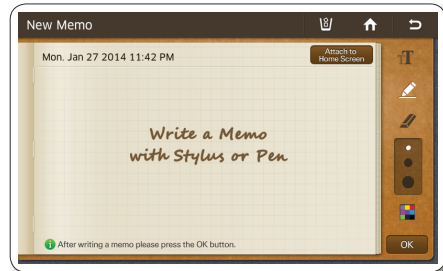 New Memo
Mon. Jan 27 2014 11:42 PM
Attach to
Home Screen
TT
Write a Memo
with Stylus or Pen
After writing a memo please press the OK button.
OK